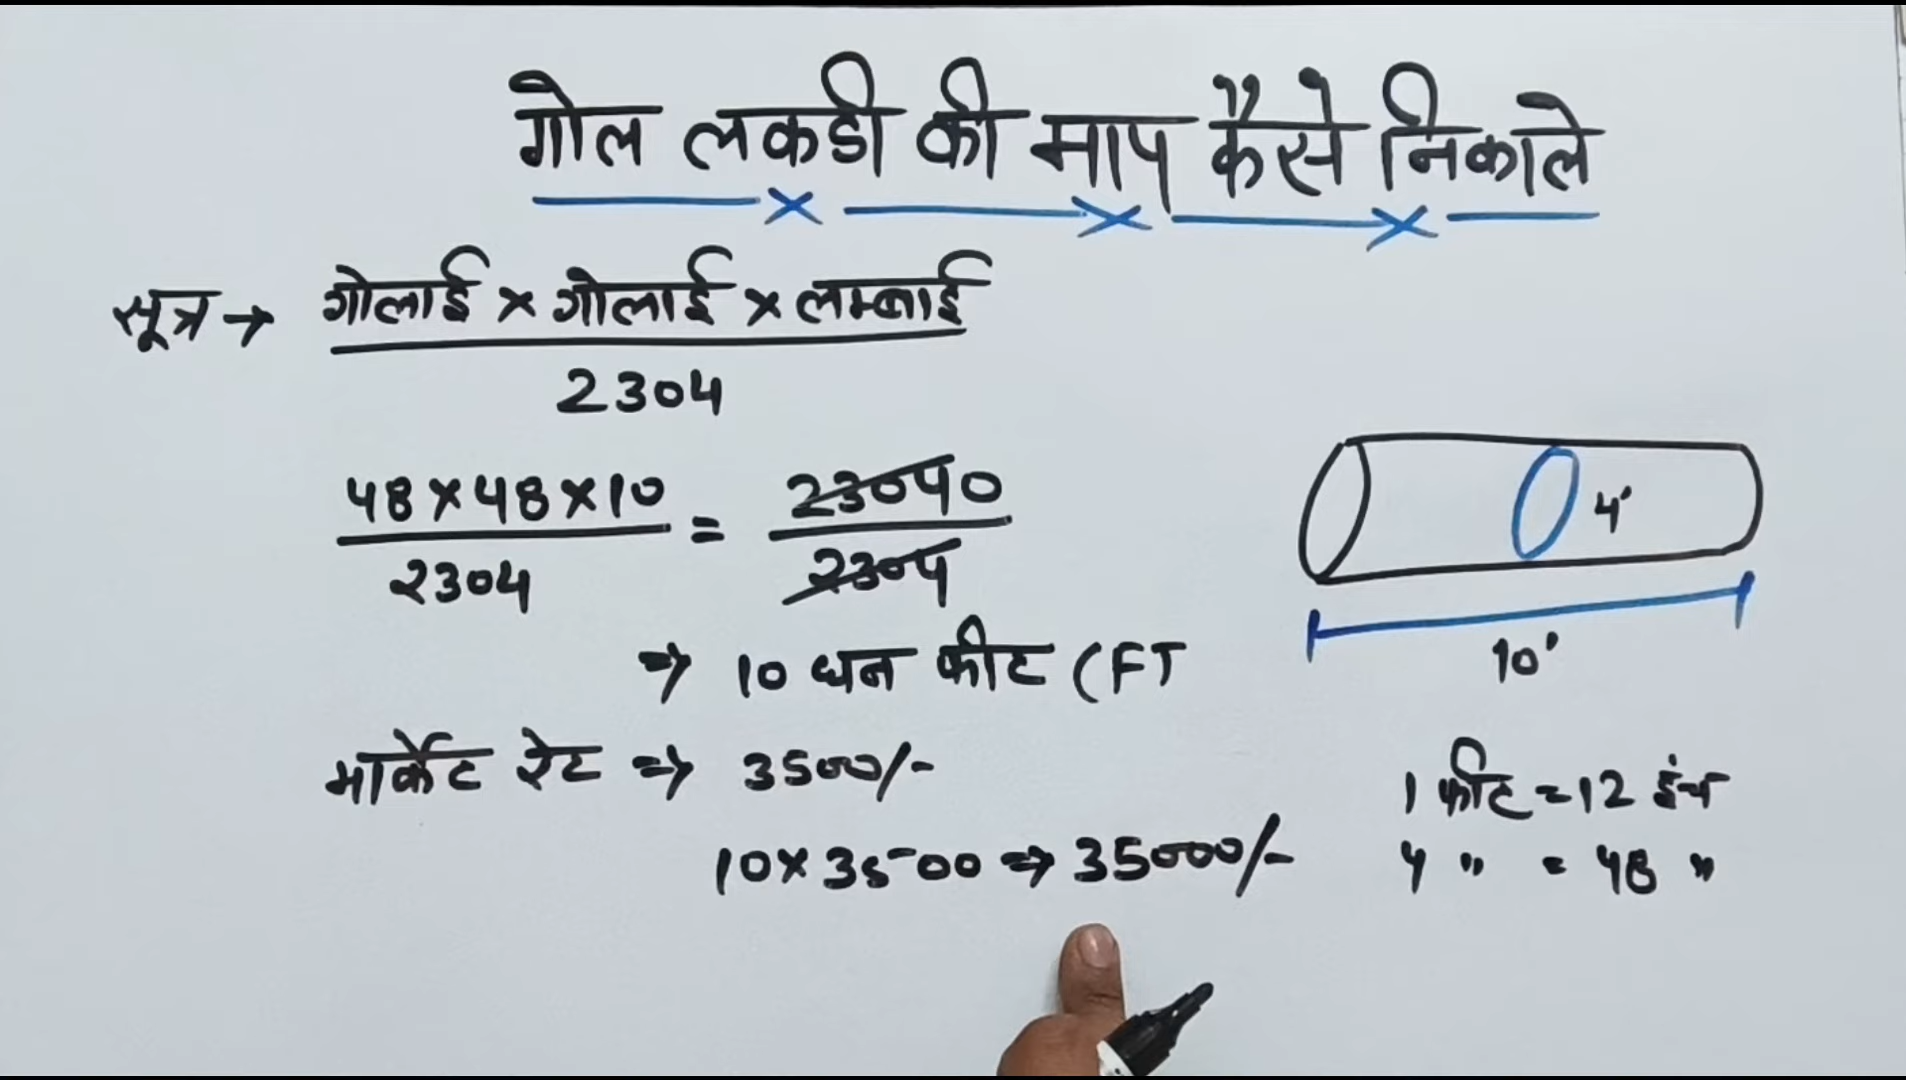 गोल लकडी की माप कैसे निकाले
सूत्र → गोलाई × गोलाई × लम्बाई
2304
48 × 48 × 10 = 23040
2304 2304
⇒ 10 घन फीट (FT
मार्केट रेट ⇒ 3500/-
10 × 3500 ⇒ 35000/-
4'
10'
1 फीट = 12 इंच
4 " = 48 "